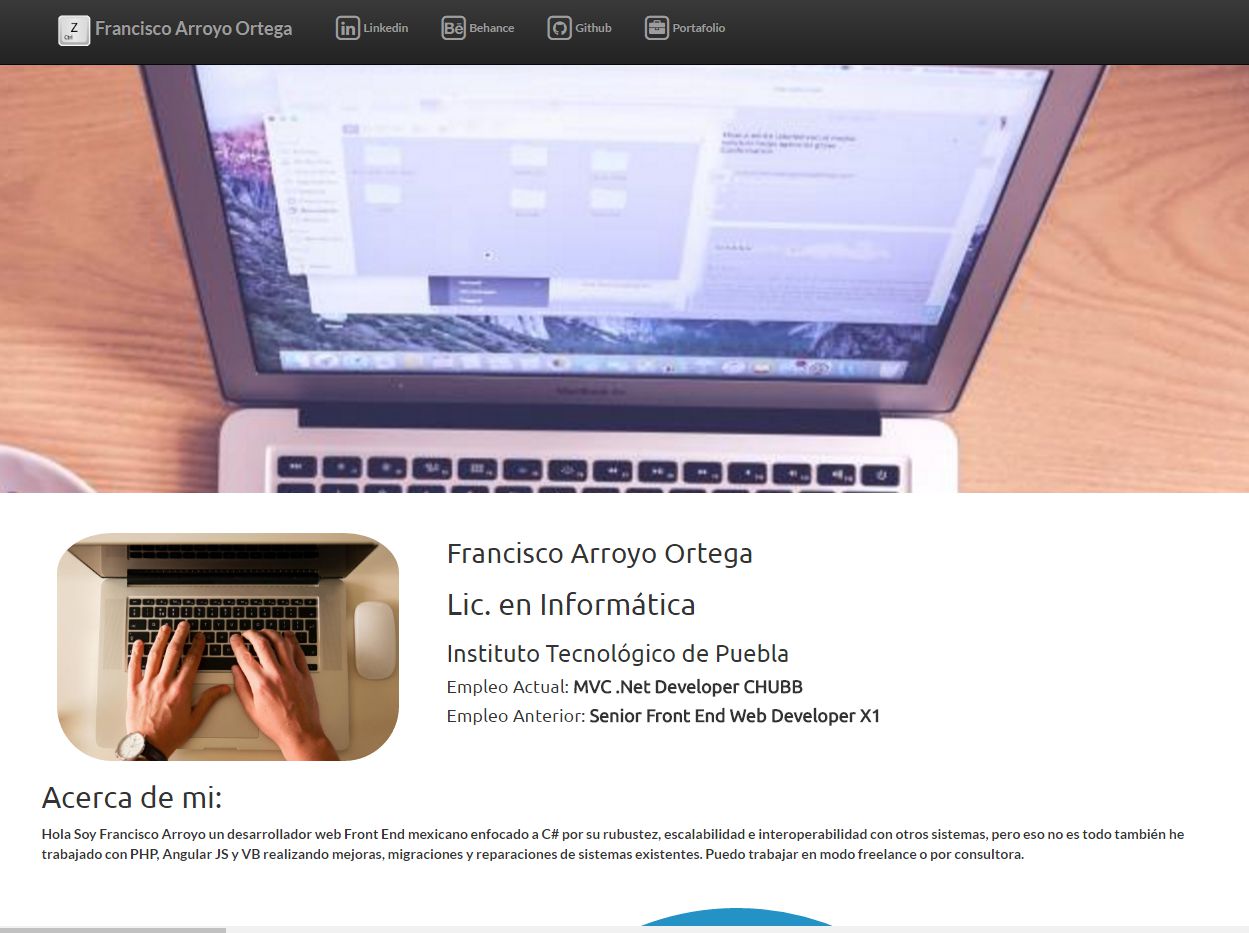 Z
Ctrl
Francisco Arroyo Ortega
in Linkedin
Bē Behance
Github
Portafolio
Francisco Arroyo Ortega
Lic. en Informática
Instituto Tecnológico de Puebla
Empleo Actual: MVC .Net Developer CHUBB
Empleo Anterior: Senior Front End Web Developer X1
Acerca de mi:
Hola Soy Francisco Arroyo un desarrollador web Front End mexicano enfocado a C# por su rubustez, escalabilidad e interoperabilidad con otros sistemas, pero eso no es todo también he
trabajado con PHP, Angular JS y VB realizando mejoras, migraciones y reparaciones de sistemas existentes. Puedo trabajar en modo freelance o por consultora.